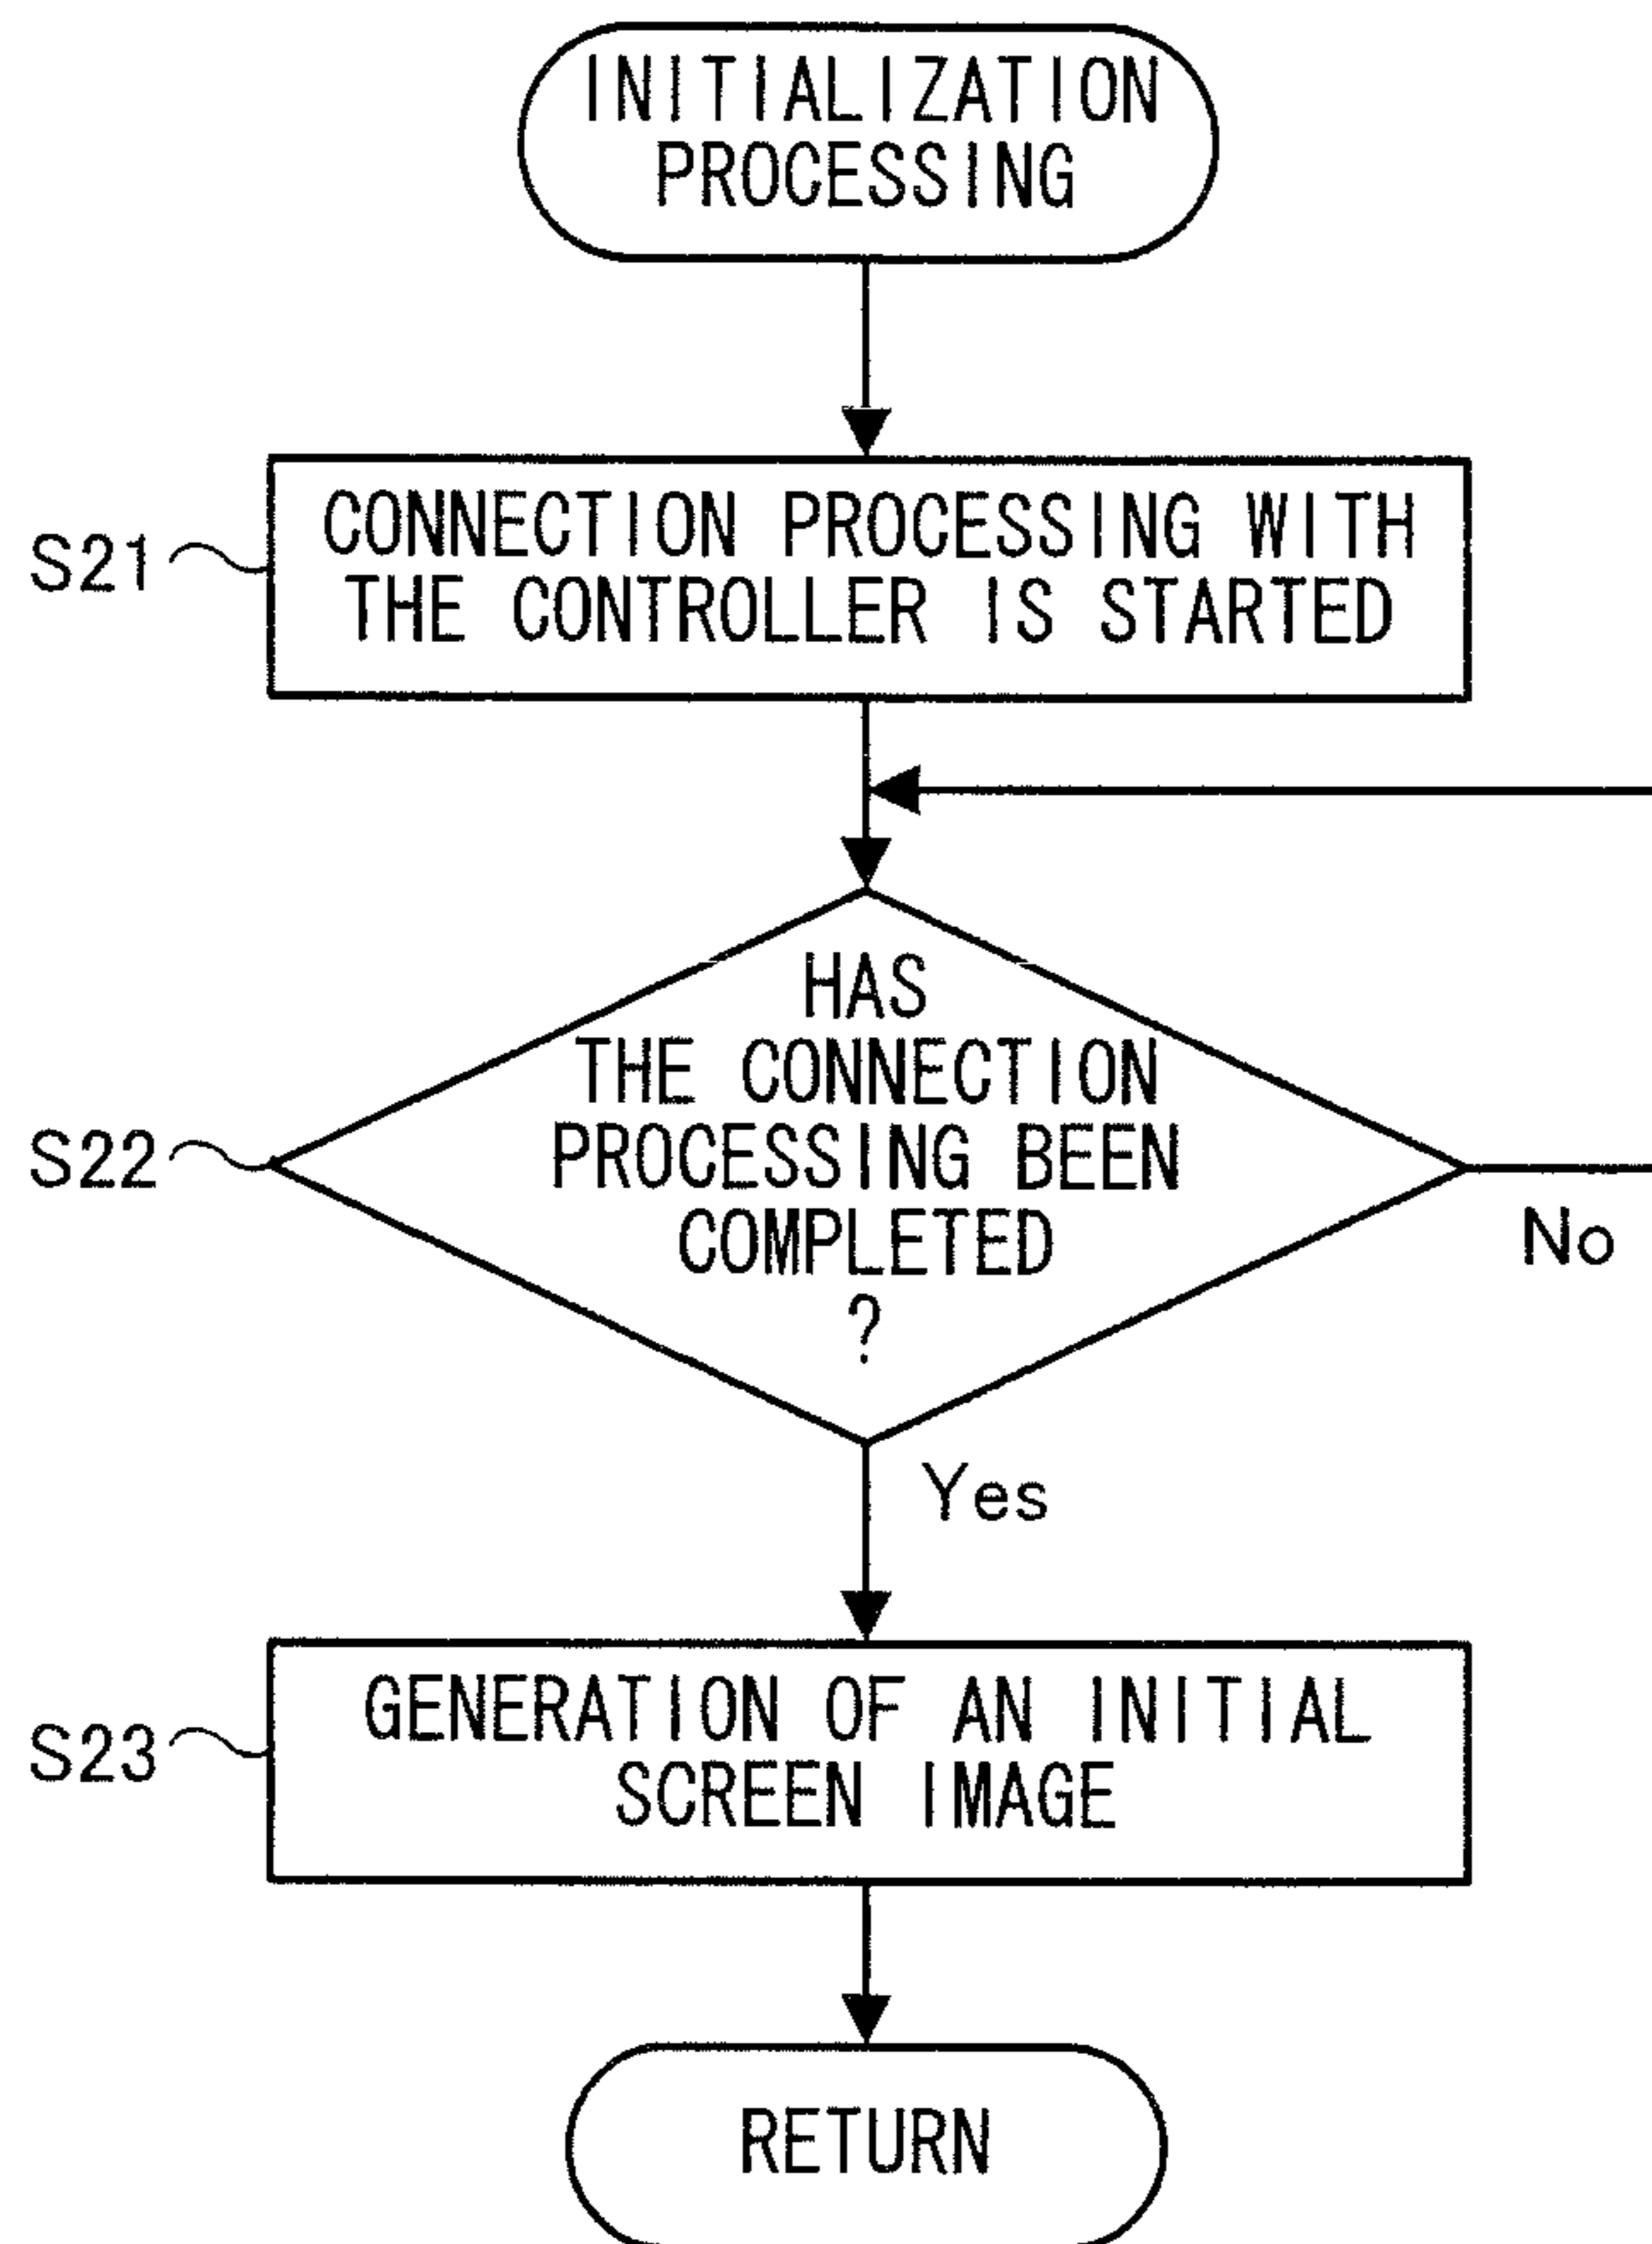 INITIALIZATION
PROCESSING
S21
CONNECTION PROCESSING WITH
THE CONTROLLER IS STARTED
S22
HAS
THE CONNECTION
PROCESSING BEEN
COMPLETED
?
No
Yes
S23
GENERATION OF AN INITIAL
SCREEN IMAGE
RETURN